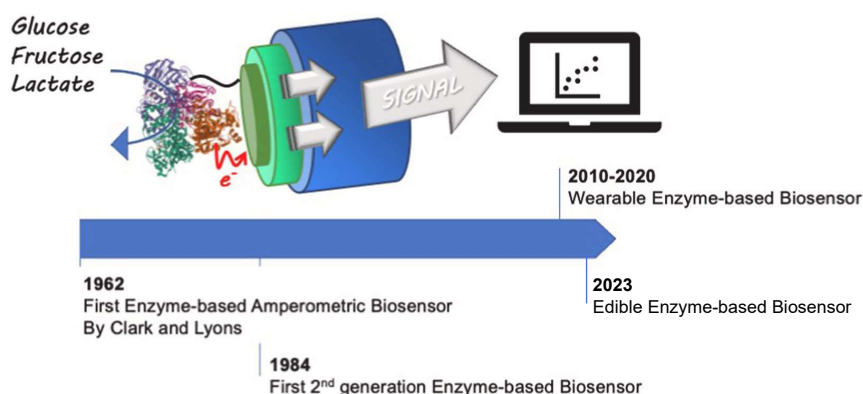 Glucose
Fructose
Lactate
e-
SIGNAL
2010-2020
Wearable Enzyme-based Biosensor
1962
First Enzyme-based Amperometric Biosensor
By Clark and Lyons
2023
Edible Enzyme-based Biosensor
1984
First 2nd generation Enzyme-based Biosensor